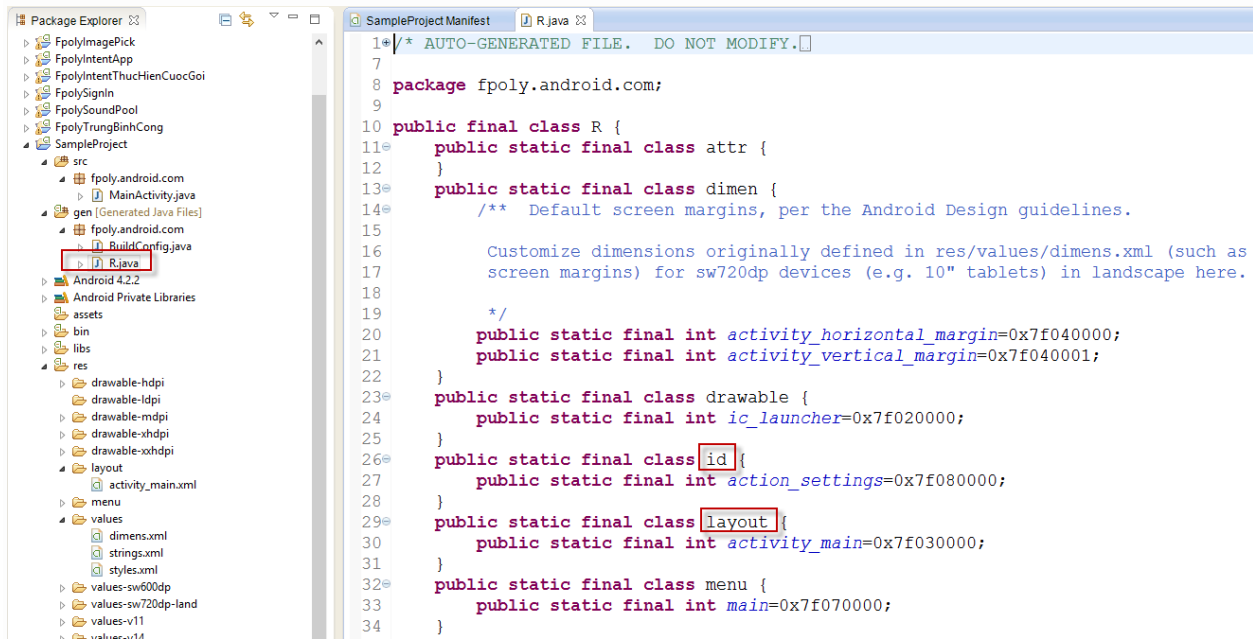 Package Explorer
FpolyImagePick
FpolyIntentApp
FpolyIntentThucHienCuocGoi
FpolySignIn
FpolySoundPool
FpolyTrungBinhCong
SampleProject
src
fpoly.android.com
MainActivity.java
gen [Generated Java Files]
fpoly.android.com
BuildConfig.java
R.java
Android 4.2.2
Android Private Libraries
assets
bin
libs
res
drawable-hdpi
drawable-ldpi
drawable-mdpi
drawable-xhdpi
drawable-xxhdpi
layout
activity_main.xml
menu
values
dimens.xml
strings.xml
styles.xml
values-sw600dp
values-sw720dp-land
values-v11
values-v14
SampleProject Manifest
R.java
1 /* AUTO-GENERATED FILE.  DO NOT MODIFY.
7
8 package fpoly.android.com;
9
10 public final class R {
11     public static final class attr {
12     }
13     public static final class dimen {
14         /**  Default screen margins, per the Android Design guidelines.
15
16          Customize dimensions originally defined in res/values/dimens.xml (such as
17          screen margins) for sw720dp devices (e.g. 10" tablets) in landscape here.
18
19          */
20         public static final int activity_horizontal_margin=0x7f040000;
21         public static final int activity_vertical_margin=0x7f040001;
22     }
23     public static final class drawable {
24         public static final int ic_launcher=0x7f020000;
25     }
26     public static final class id {
27         public static final int action_settings=0x7f080000;
28     }
29     public static final class layout {
30         public static final int activity_main=0x7f030000;
31     }
32     public static final class menu {
33         public static final int main=0x7f070000;
34     }